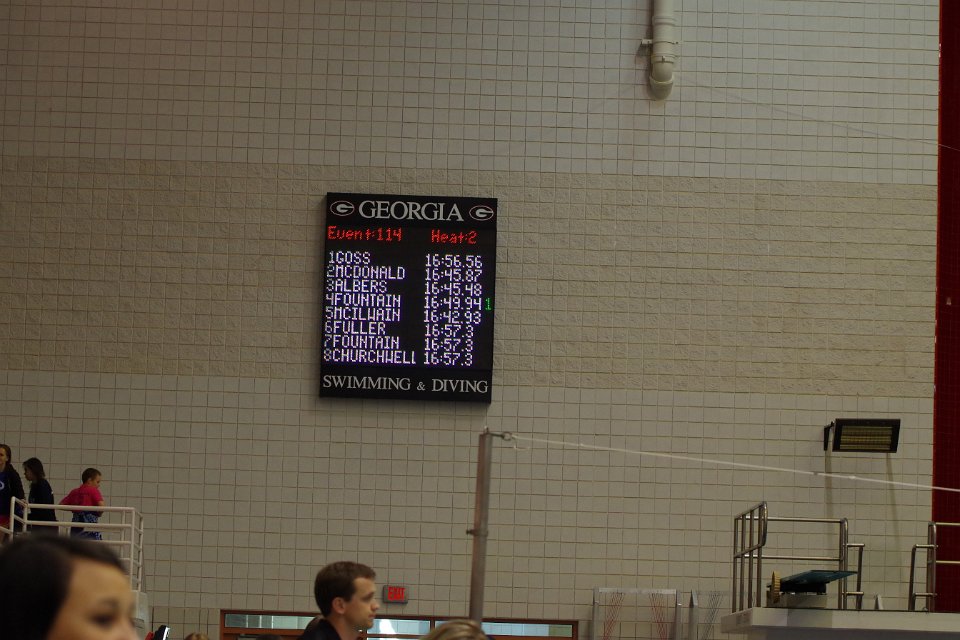 G GEORGIA G
Event:114 Heat:2
1GOSS 16:56.56
2MCDONALD 16:45.87
3ALBERS 16:45.48
4FOUNTAIN 16:49.94 1
5MCILWAIN 16:42.93
6FULLER 16:57.3
7FOUNTAIN 16:57.3
8CHURCHWELL 16:57.3
SWIMMING & DIVING
EXIT